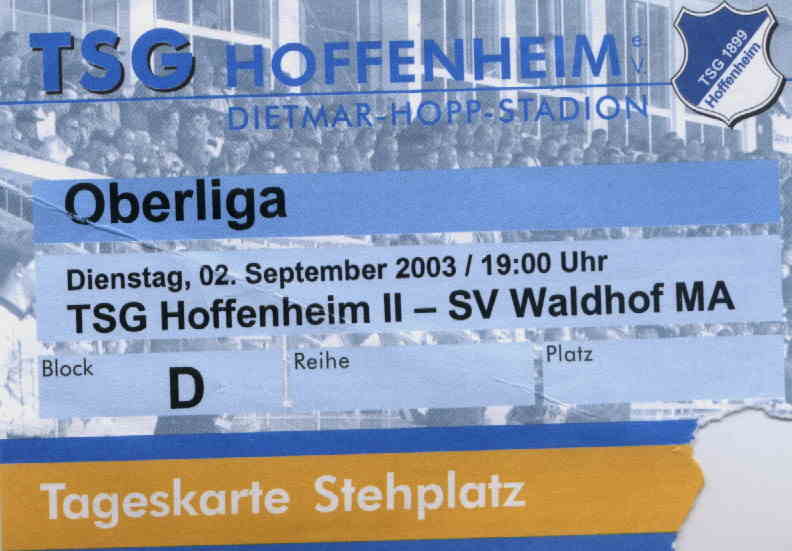 TSG HOFFENHEIM e.V.
DIETMAR-HOPP-STADION
TSG 1899
Hoffenheim
Oberliga
Dienstag, 02. September 2003 / 19:00 Uhr
TSG Hoffenheim II – SV Waldhof MA
Block D Reihe Platz
Tageskarte Stehplatz